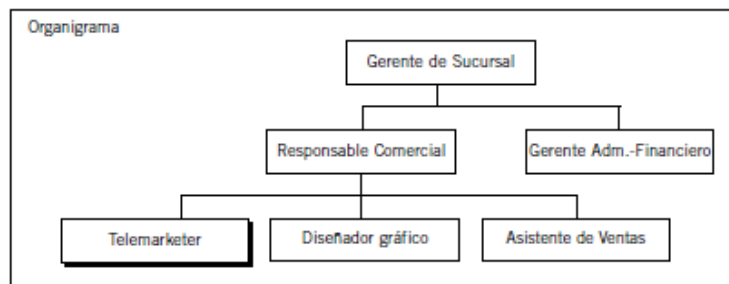 Organigrama
Gerente de Sucursal
Responsable Comercial
Gerente Adm.-Financiero
Telemarketer
Diseñador gráfico
Asistente de Ventas